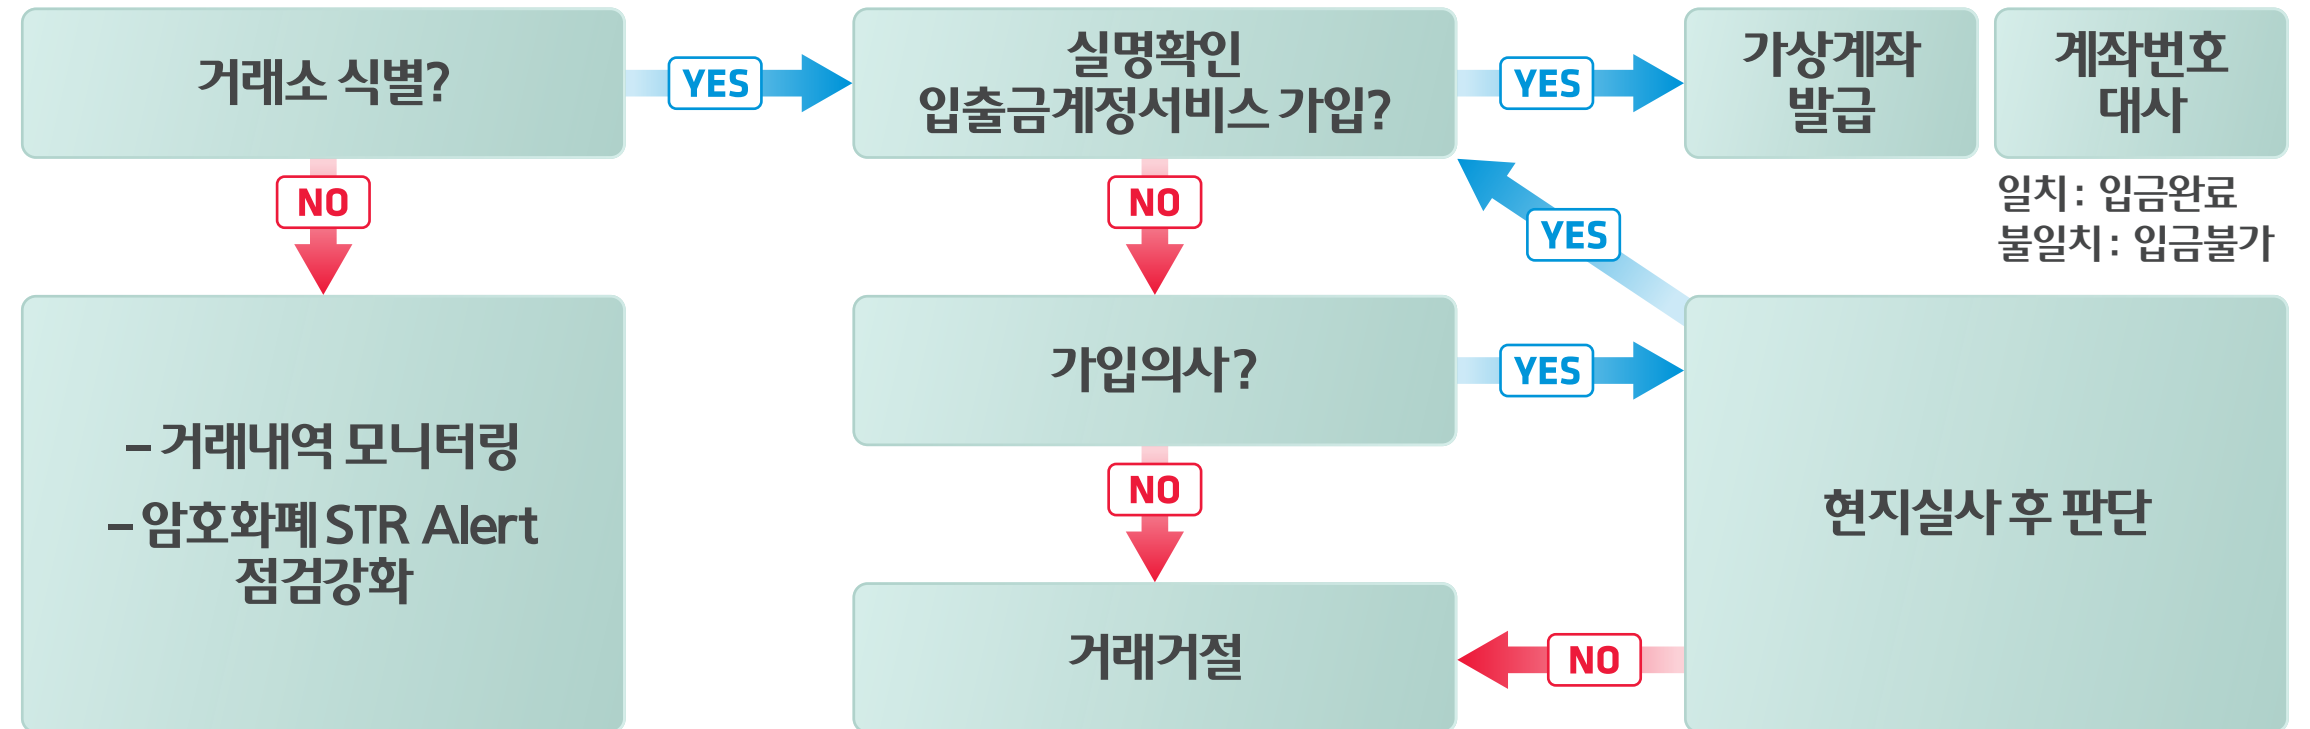 거래소 식별?
YES
실명확인
입출금계정서비스 가입?
YES
가상계좌
발급
계좌번호
대사
일치 : 입금완료
불일치 : 입금불가
NO
NO
YES
– 거래내역 모니터링
– 암호화폐 STR Alert
점검강화
가입의사?
YES
현지실사 후 판단
NO
거래거절
NO